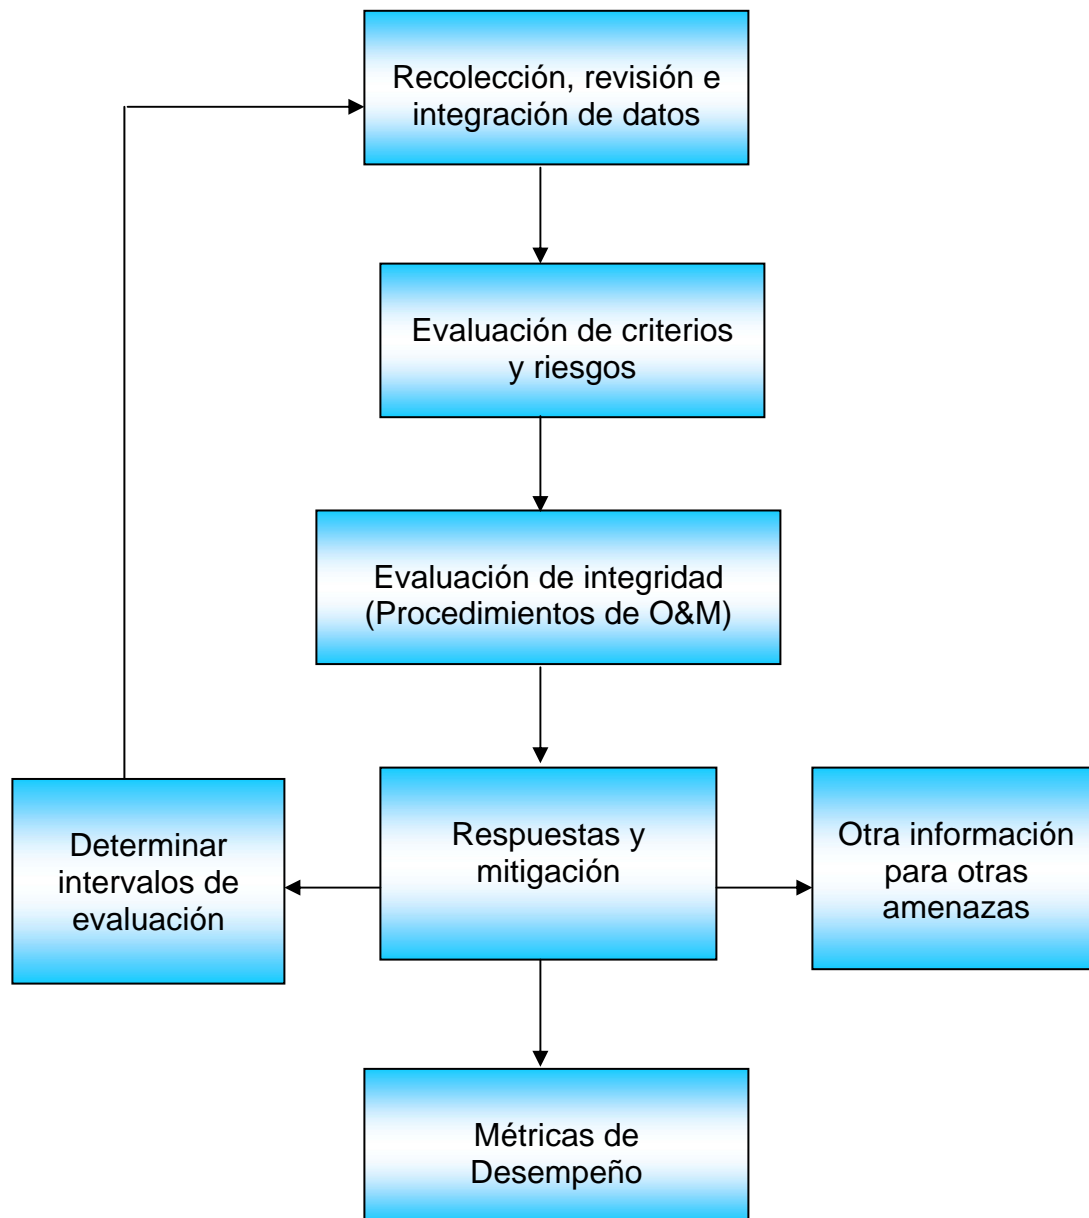 Recolección, revisión e
integración de datos
Evaluación de criterios
y riesgos
Evaluación de integridad
(Procedimientos de O&M)
Determinar
intervalos de
evaluación
Respuestas y
mitigación
Otra información
para otras
amenazas
Métricas de
Desempeño